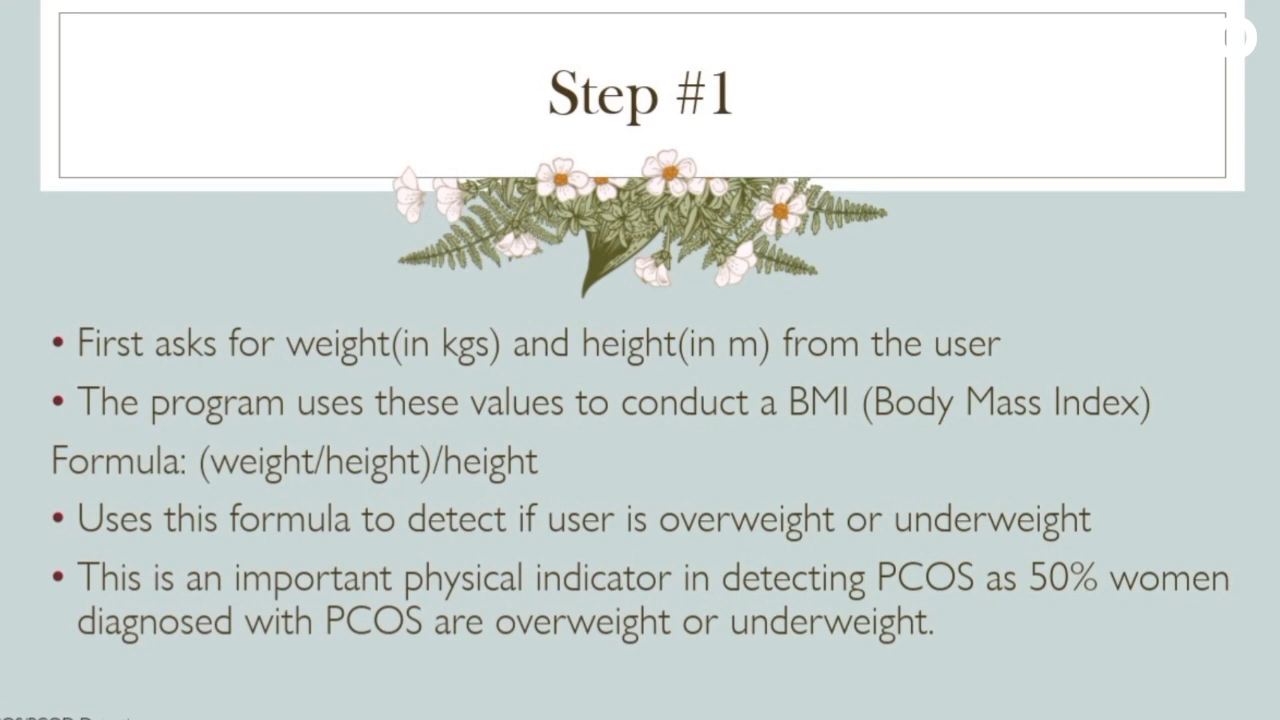 Step #1
• First asks for weight(in kgs) and height(in m) from the user
• The program uses these values to conduct a BMI (Body Mass Index)
Formula: (weight/height)/height
• Uses this formula to detect if user is overweight or underweight
• This is an important physical indicator in detecting PCOS as 50% women
diagnosed with PCOS are overweight or underweight.